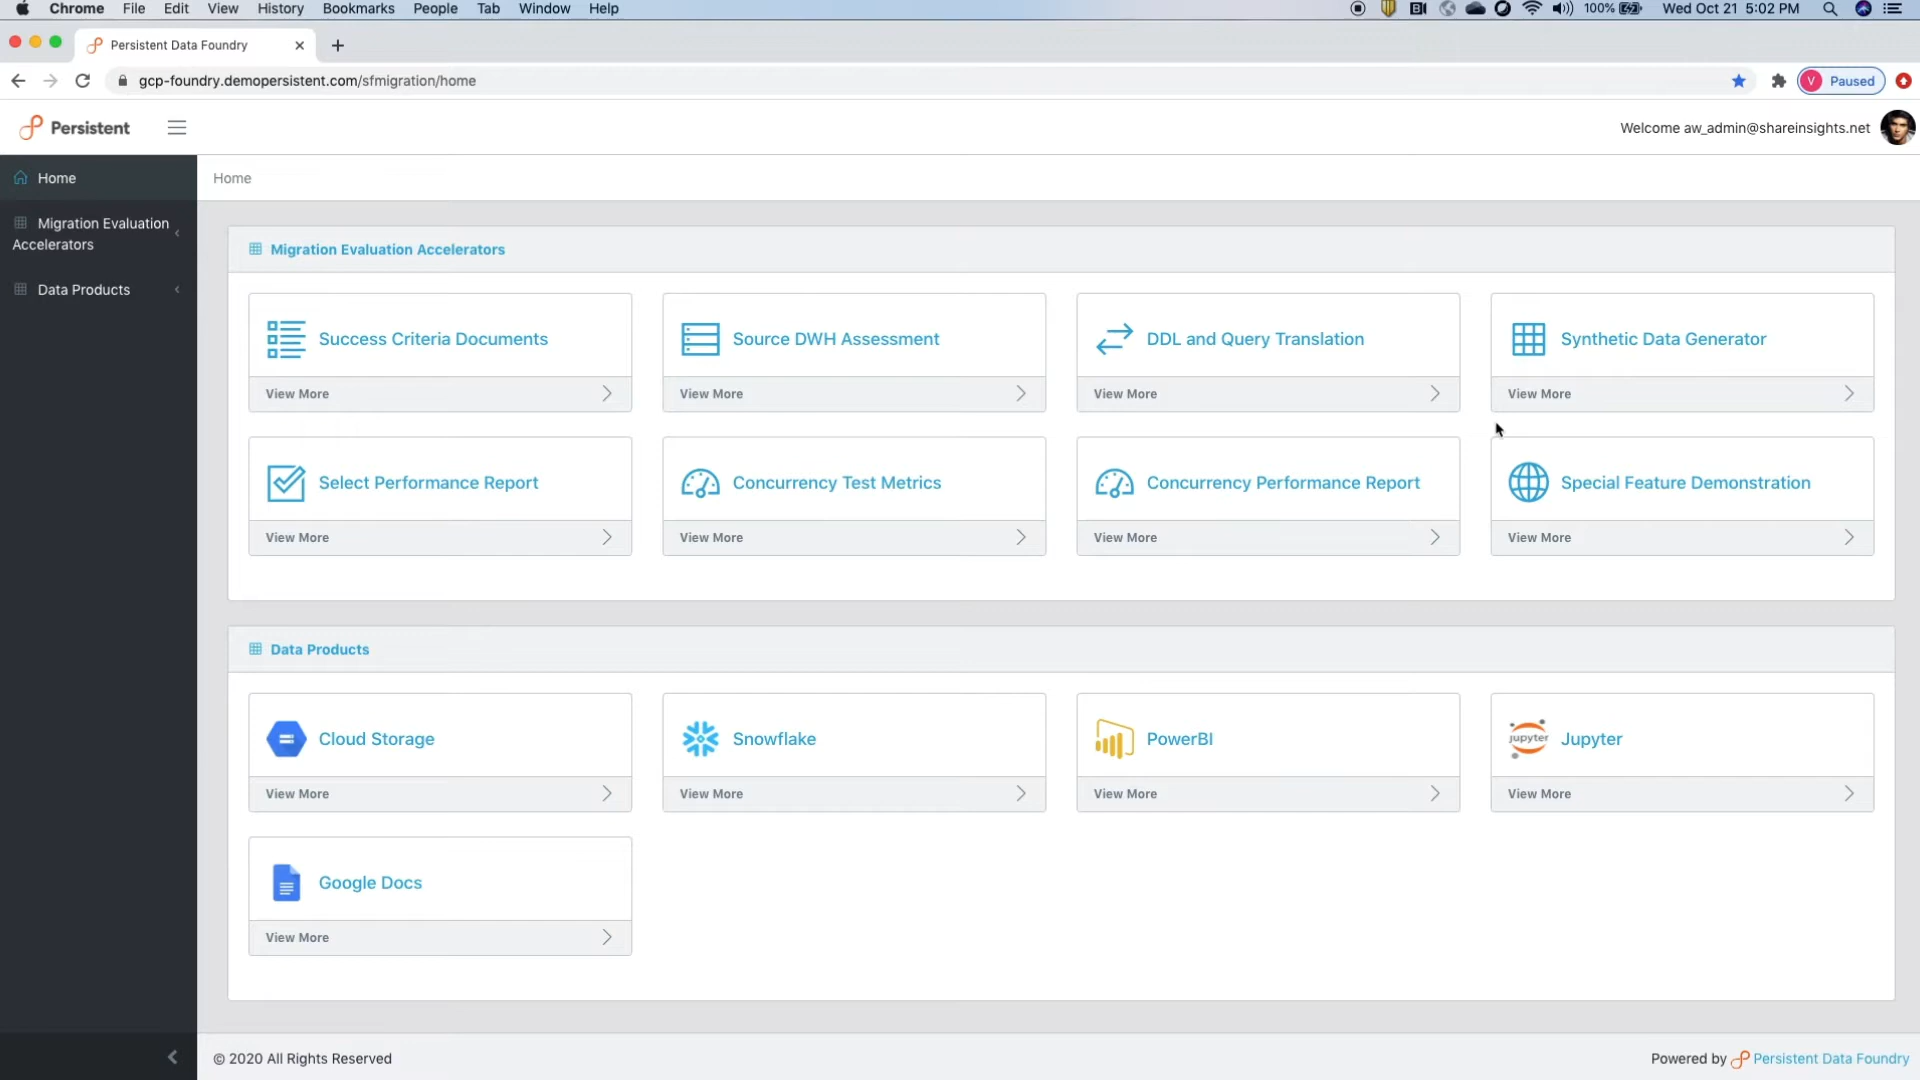 Chrome File Edit View History Bookmarks People Tab Window Help 100% Wed Oct 21 5:02 PM
Persistent Data Foundry
gcp-foundry.demopersistent.com/sfmigration/home
V Paused
Persistent
Welcome aw_admin@shareinsights.net
Home
Migration Evaluation
Accelerators
Data Products
Home
Migration Evaluation Accelerators
Success Criteria Documents
View More
Source DWH Assessment
View More
DDL and Query Translation
View More
Synthetic Data Generator
View More
Select Performance Report
View More
Concurrency Test Metrics
View More
Concurrency Performance Report
View More
Special Feature Demonstration
View More
Data Products
Cloud Storage
View More
Snowflake
View More
PowerBI
View More
jupyter
Jupyter
View More
Google Docs
View More
© 2020 All Rights Reserved
Powered by Persistent Data Foundry